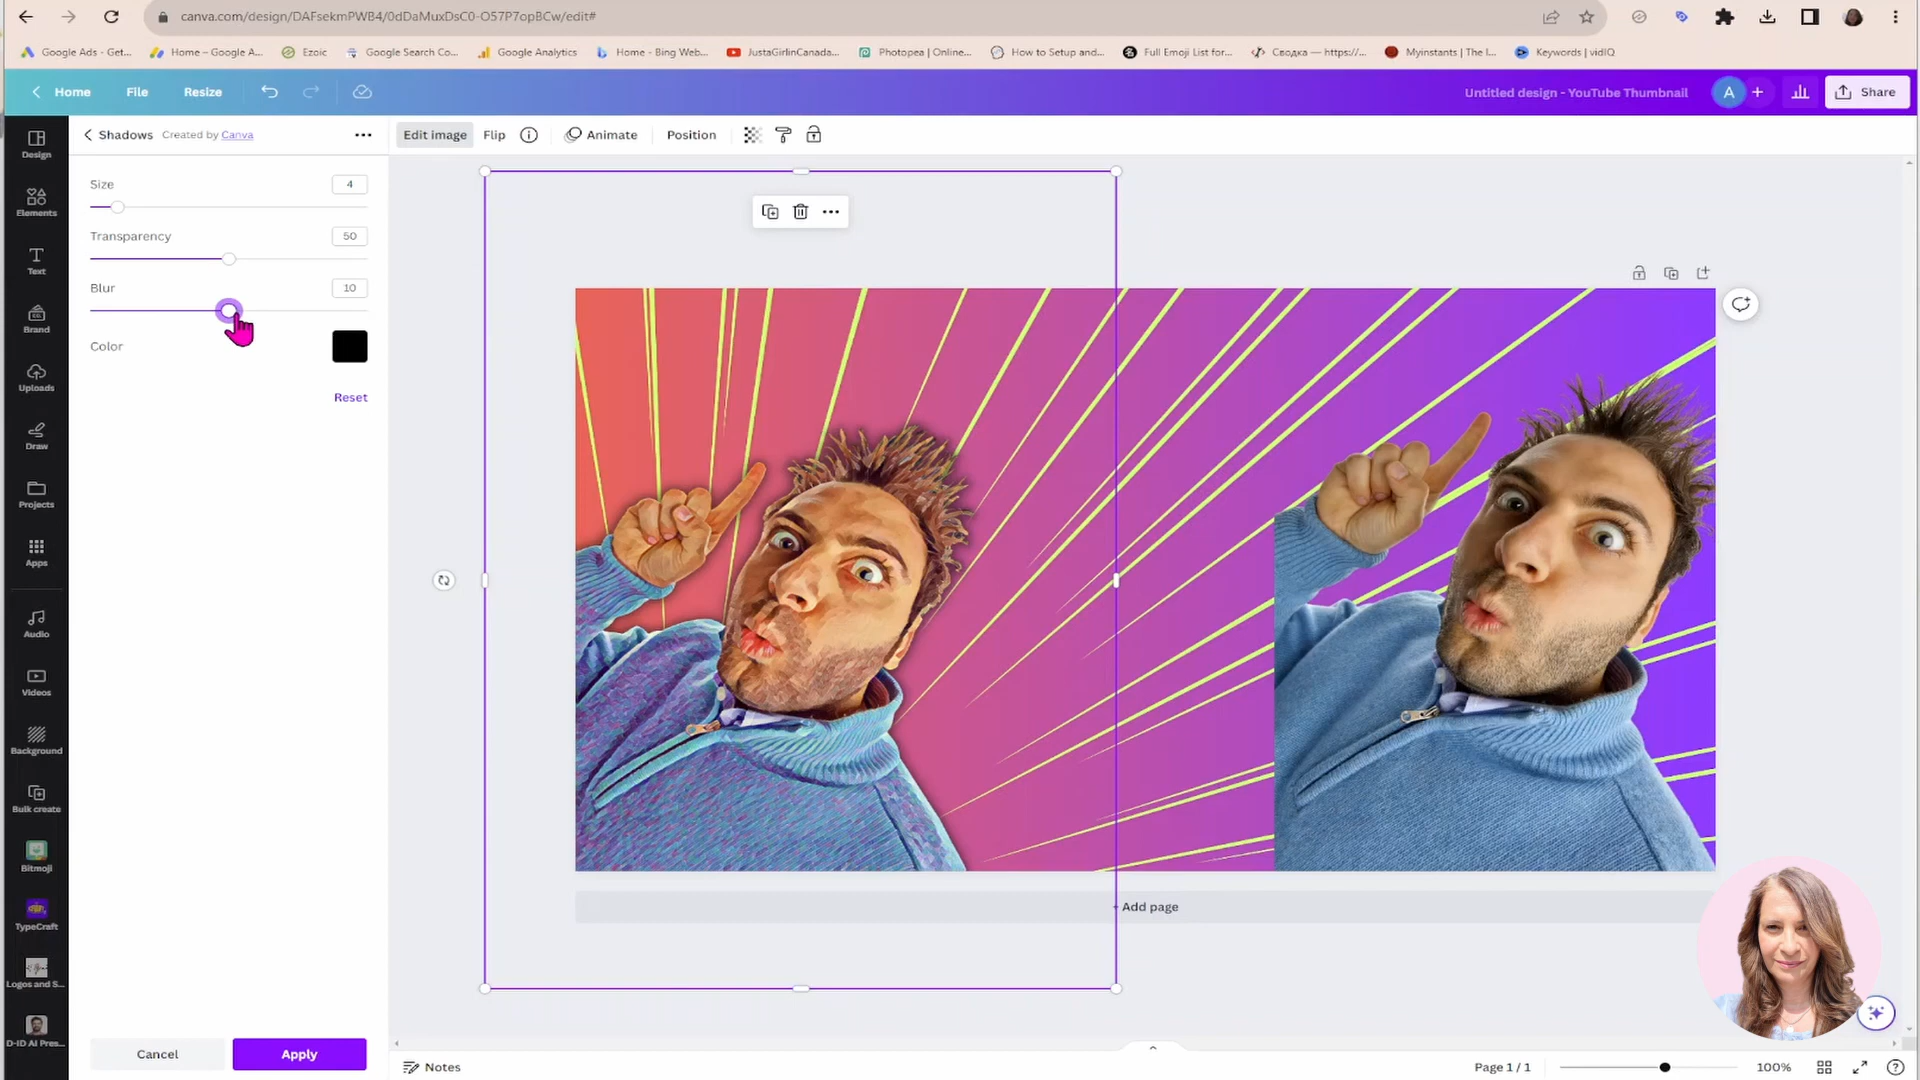 canva.com/design/DAFsekmPWB4/0dDaMuxDsC0-O57P7opBCw/edit#
Google Ads - Get... Home – Google A... Ezoic Google Search Co... Google Analytics Home - Bing Web... JustaGirlinCanada... Photopea | Online... How to Setup and... Full Emoji List for... Сводка — https://... Myinstants | The I... Keywords | vidIQ
Home File Resize Untitled design - YouTube Thumbnail A Share
Shadows Created by Canva Edit image Flip Animate Position
Design
Elements
Text
Brand
Uploads
Draw
Projects
Apps
Audio
Videos
Background
Bulk create
Bitmoji
TypeCraft
Logos and S...
D-ID AI Pres...
Size 4
Transparency 50
Blur 10
Color
Reset
Cancel Apply
+ Add page
Notes Page 1 / 1 100%